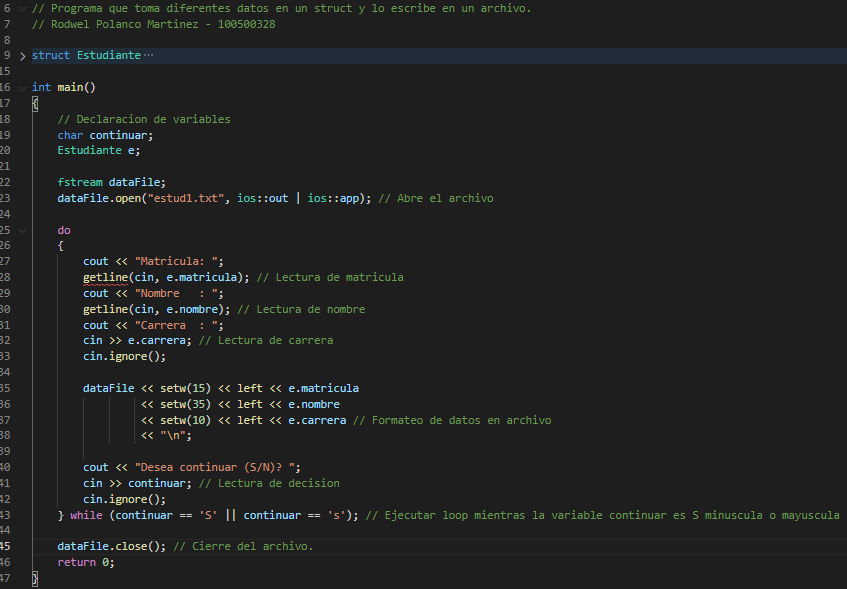 6 // Programa que toma diferentes datos en un struct y lo escribe en un archivo.
7 // Rodwel Polanco Martinez - 100500328
8
9 struct Estudiante ···
15
16 int main()
17 {
18 // Declaracion de variables
19 char continuar;
20 Estudiante e;
21
22 fstream dataFile;
23 dataFile.open("estud1.txt", ios::out | ios::app); // Abre el archivo
24
25 do
26 {
27 cout << "Matricula: ";
28 getline(cin, e.matricula); // Lectura de matricula
29 cout << "Nombre   : ";
30 getline(cin, e.nombre); // Lectura de nombre
31 cout << "Carrera  : ";
32 cin >> e.carrera; // Lectura de carrera
33 cin.ignore();
34
35 dataFile << setw(15) << left << e.matricula
36 << setw(35) << left << e.nombre
37 << setw(10) << left << e.carrera // Formateo de datos en archivo
38 << "\n";
39
40 cout << "Desea continuar (S/N)? ";
41 cin >> continuar; // Lectura de decision
42 cin.ignore();
43 } while (continuar == 'S' || continuar == 's'); // Ejecutar loop mientras la variable continuar es S minuscula o mayuscula
44
45 dataFile.close(); // Cierre del archivo.
46 return 0;
47 }